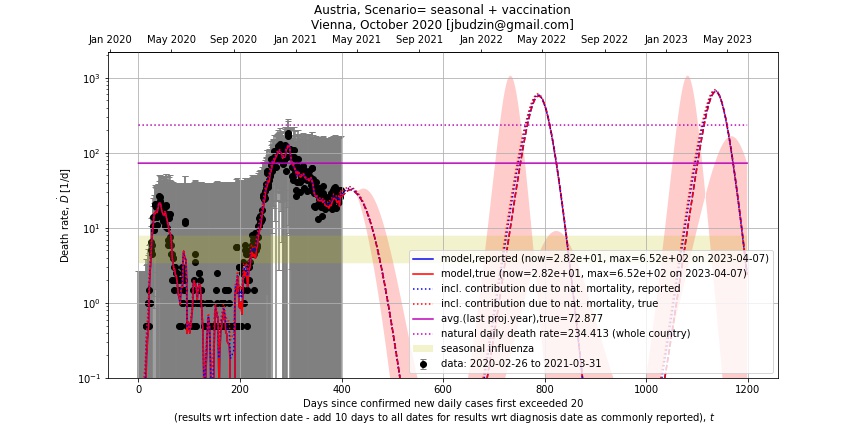 Austria, Scenario= seasonal + vaccination
Vienna, October 2020 [jbudzin@gmail.com]
Jan 2020 May 2020 Sep 2020 Jan 2021 May 2021 Sep 2021 Jan 2022 May 2022 Sep 2022 Jan 2023 May 2023
10³
10²
10¹
10⁰
10⁻¹
Death rate, D [1/d]
model,reported (now=2.82e+01, max=6.52e+02 on 2023-04-07)
model,true (now=2.82e+01, max=6.52e+02 on 2023-04-07)
incl. contribution due to nat. mortality, reported
incl. contribution due to nat. mortality, true
avg.(last proj.year),true=72.877
natural daily death rate=234.413 (whole country)
seasonal influenza
data: 2020-02-26 to 2021-03-31
0 200 400 600 800 1000 1200
Days since confirmed new daily cases first exceeded 20
(results wrt infection date - add 10 days to all dates for results wrt diagnosis date as commonly reported), t